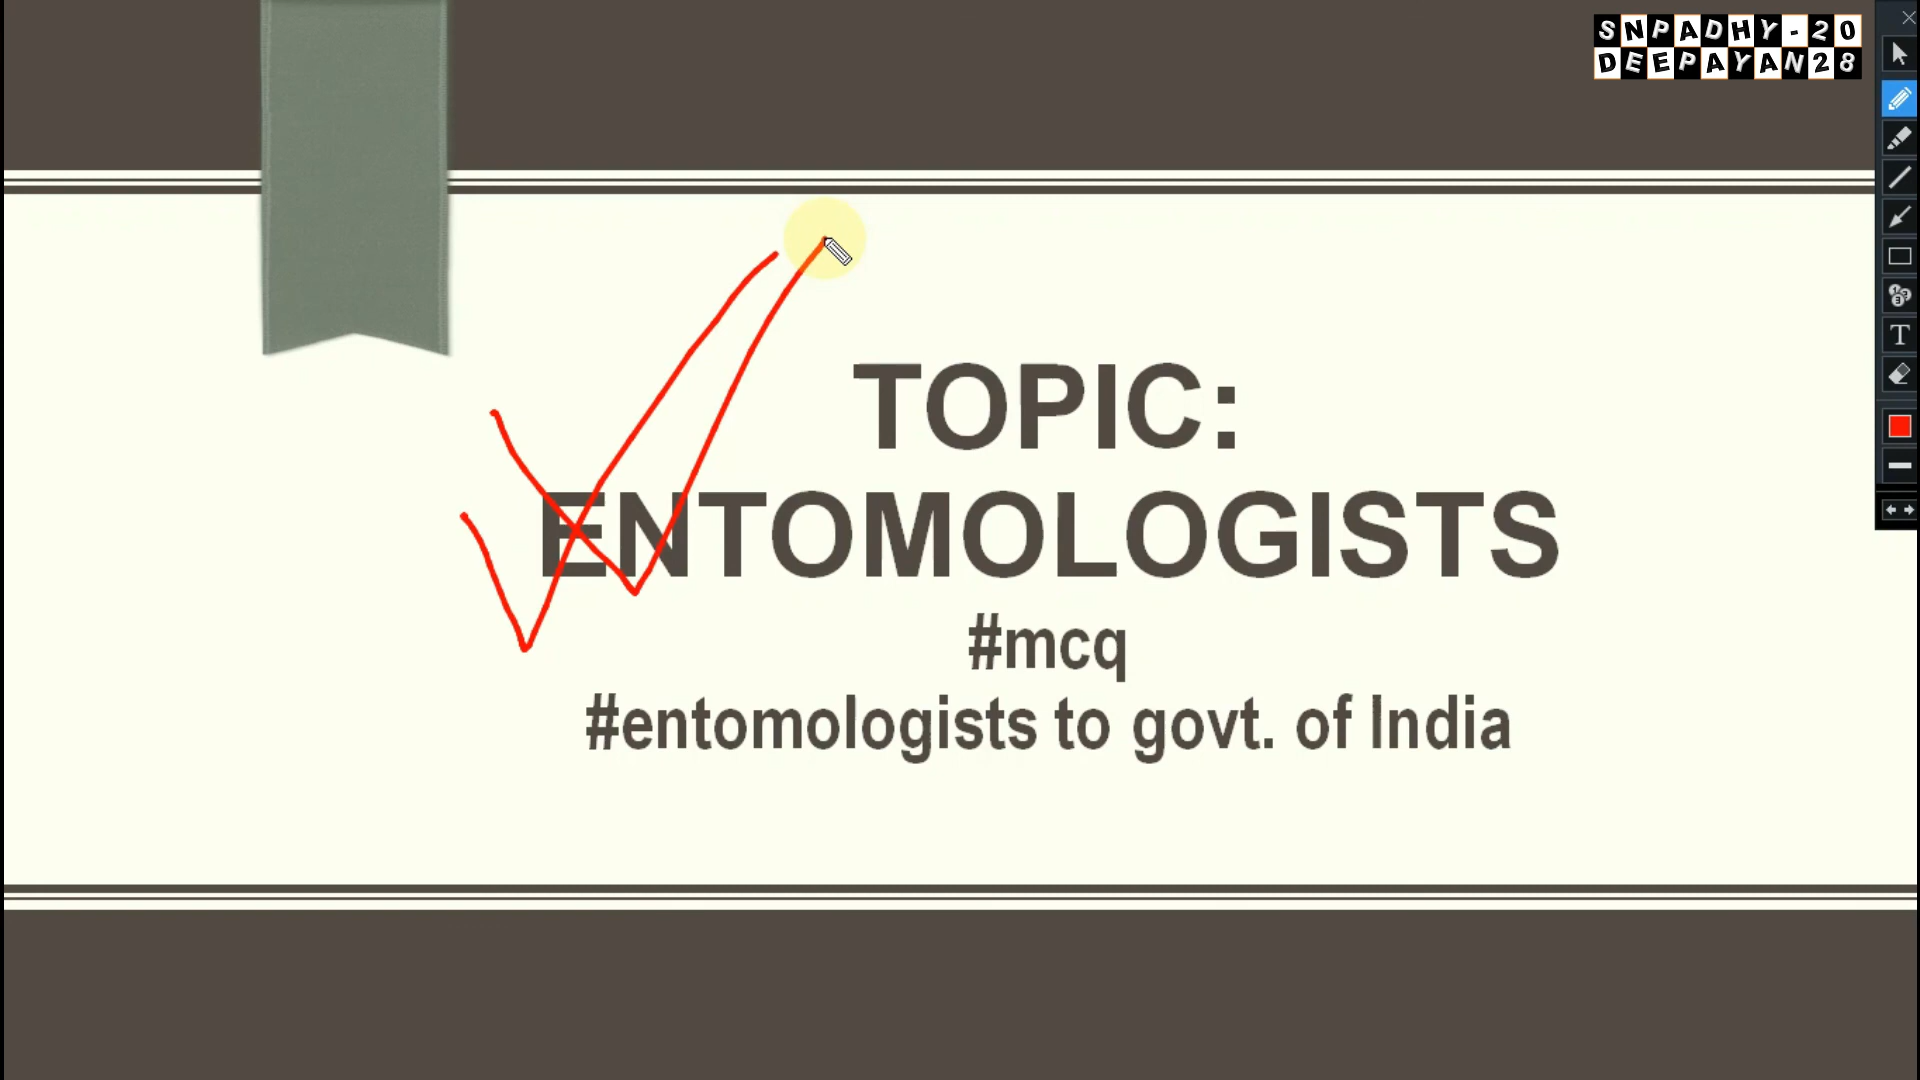 SNPADHY-20
DEEPAYAN28
TOPIC:
ENTOMOLOGISTS
#mcq
#entomologists to govt. of India